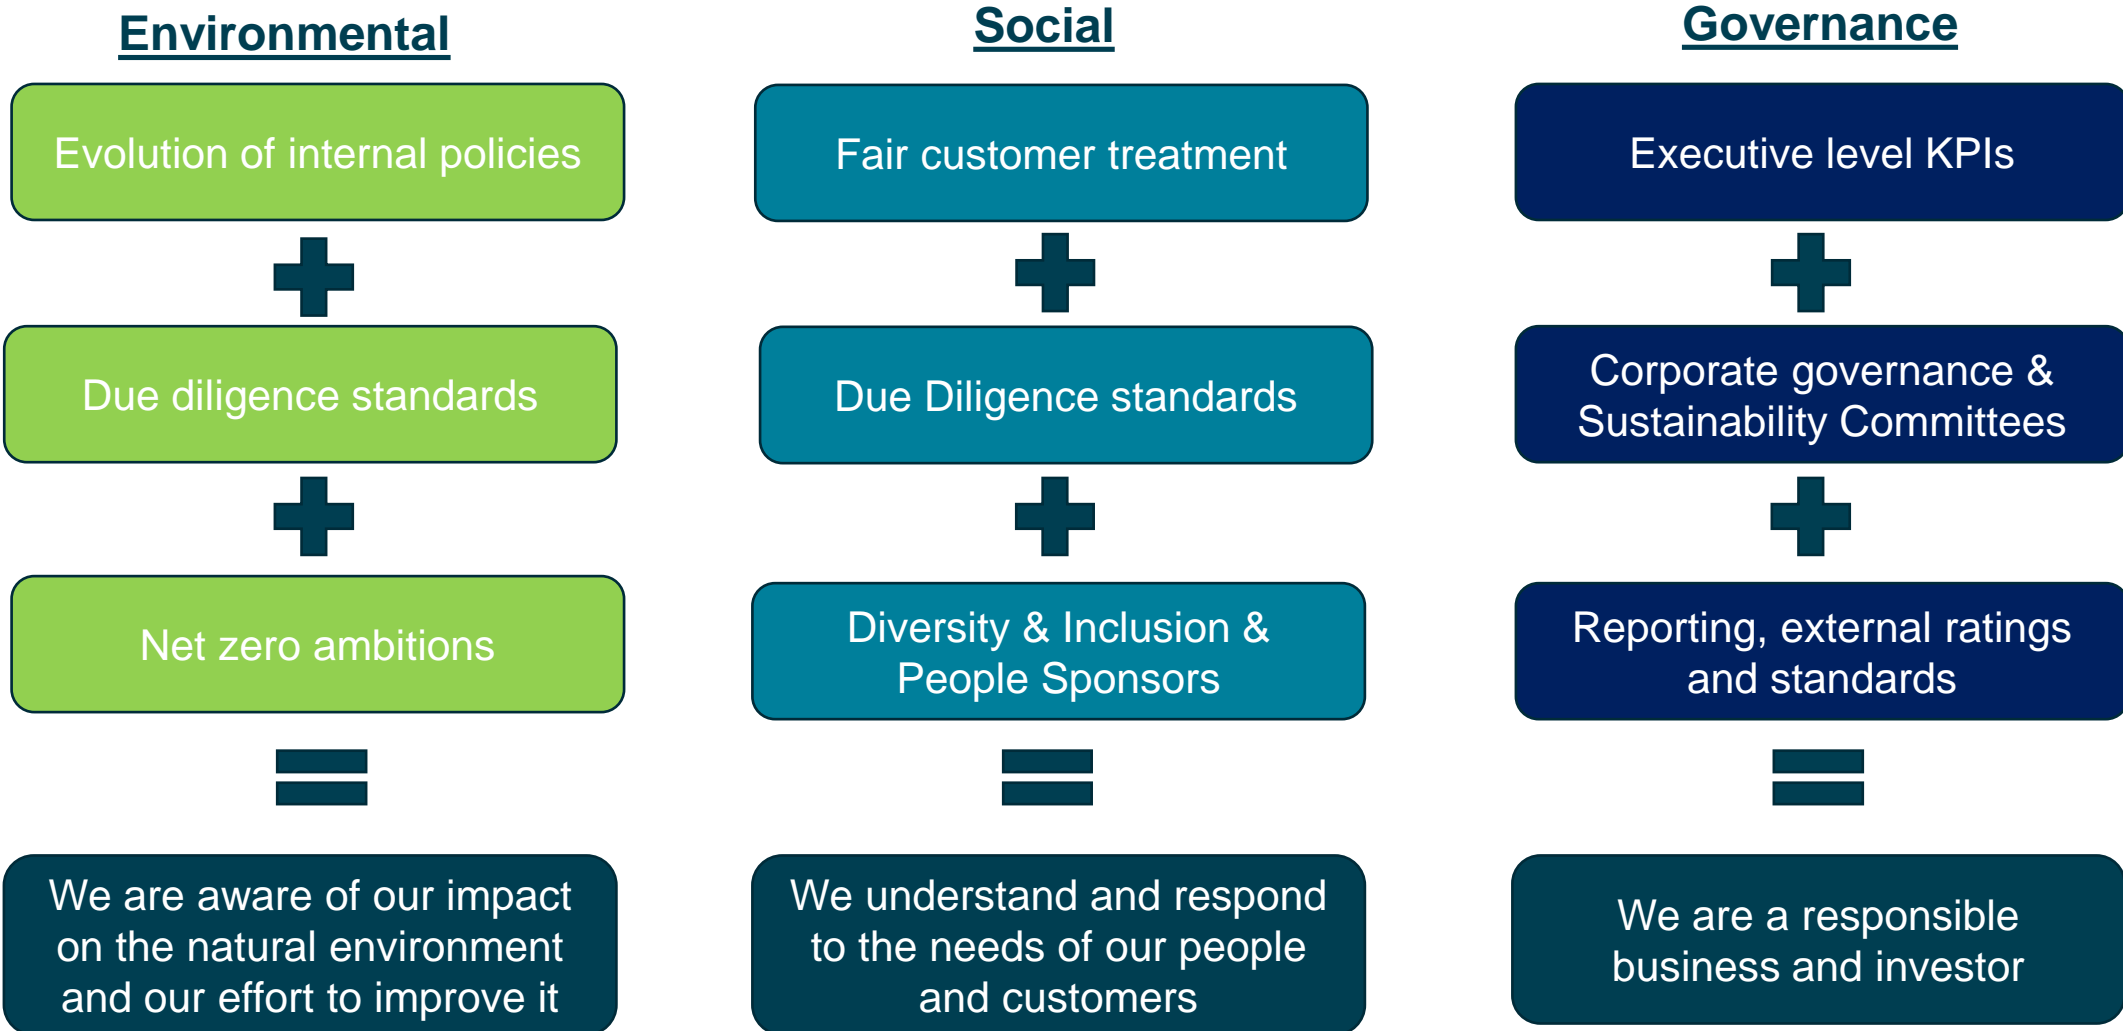 Environmental
Evolution of internal policies
Due diligence standards
Net zero ambitions
We are aware of our impact
on the natural environment
and our effort to improve it
Social
Fair customer treatment
Due Diligence standards
Diversity & Inclusion &
People Sponsors
We understand and respond
to the needs of our people
and customers
Governance
Executive level KPIs
Corporate governance &
Sustainability Committees
Reporting, external ratings
and standards
We are a responsible
business and investor